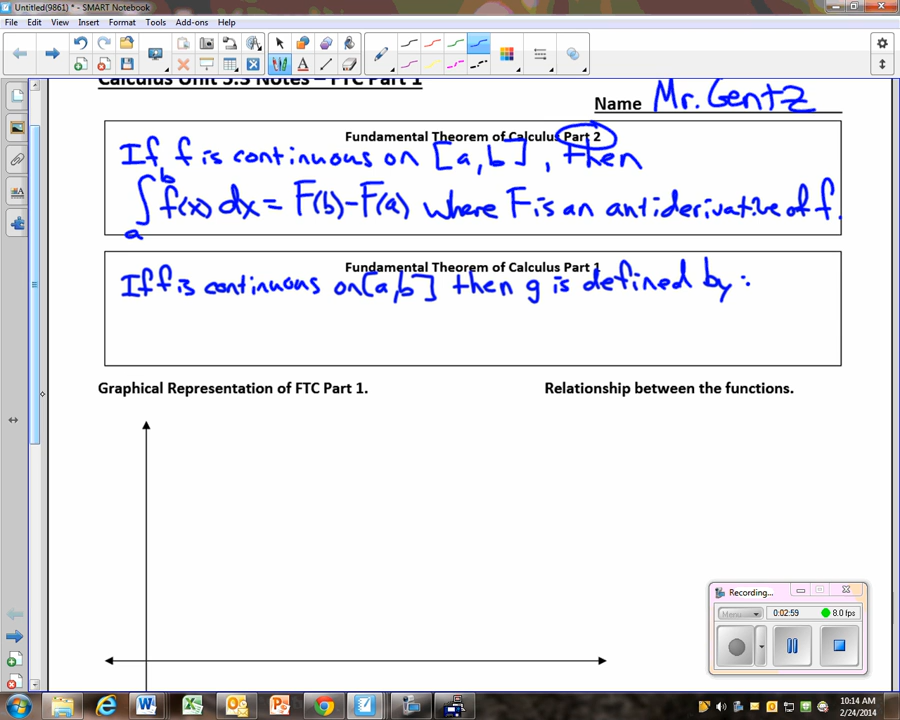 Untitled(9861) * - SMART Notebook
File Edit View Insert Format Tools Add-ons Help
Calculus Unit 5.3 Notes – FTC Part 1
Name Mr. Gentz
Fundamental Theorem of Calculus Part 2
If f is continuous on [a,b], then
∫ₐᵇ f(x) dx = F(b)-F(a) where F is an antiderivative of f.
Fundamental Theorem of Calculus Part 1
If f is continuous on [a,b] then g is defined by:
Graphical Representation of FTC Part 1.
Relationship between the functions.
Recording...
Menu 0:02:59 8.0 fps
10:14 AM
2/24/2014